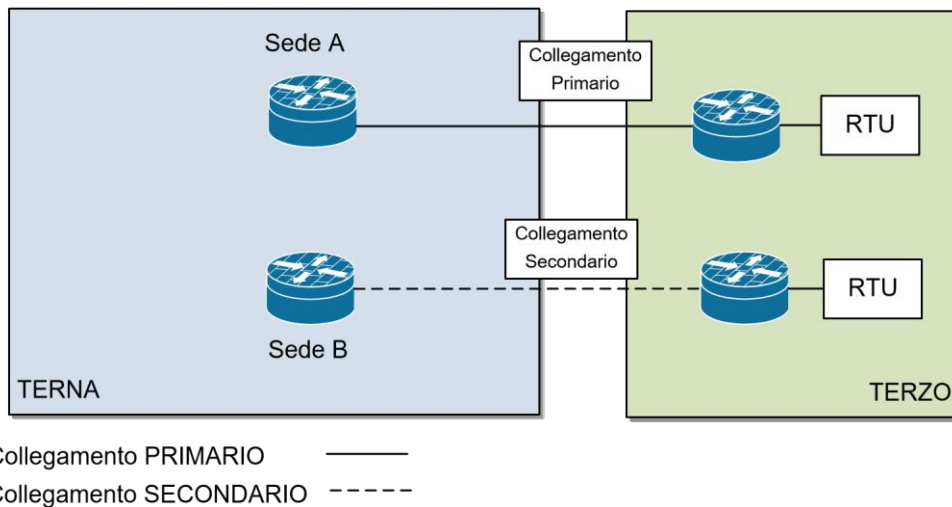 Sede A
Collegamento
Primario
RTU
Collegamento
Secondario
RTU
Sede B
TERNA
TERZO
Collegamento PRIMARIO
Collegamento SECONDARIO